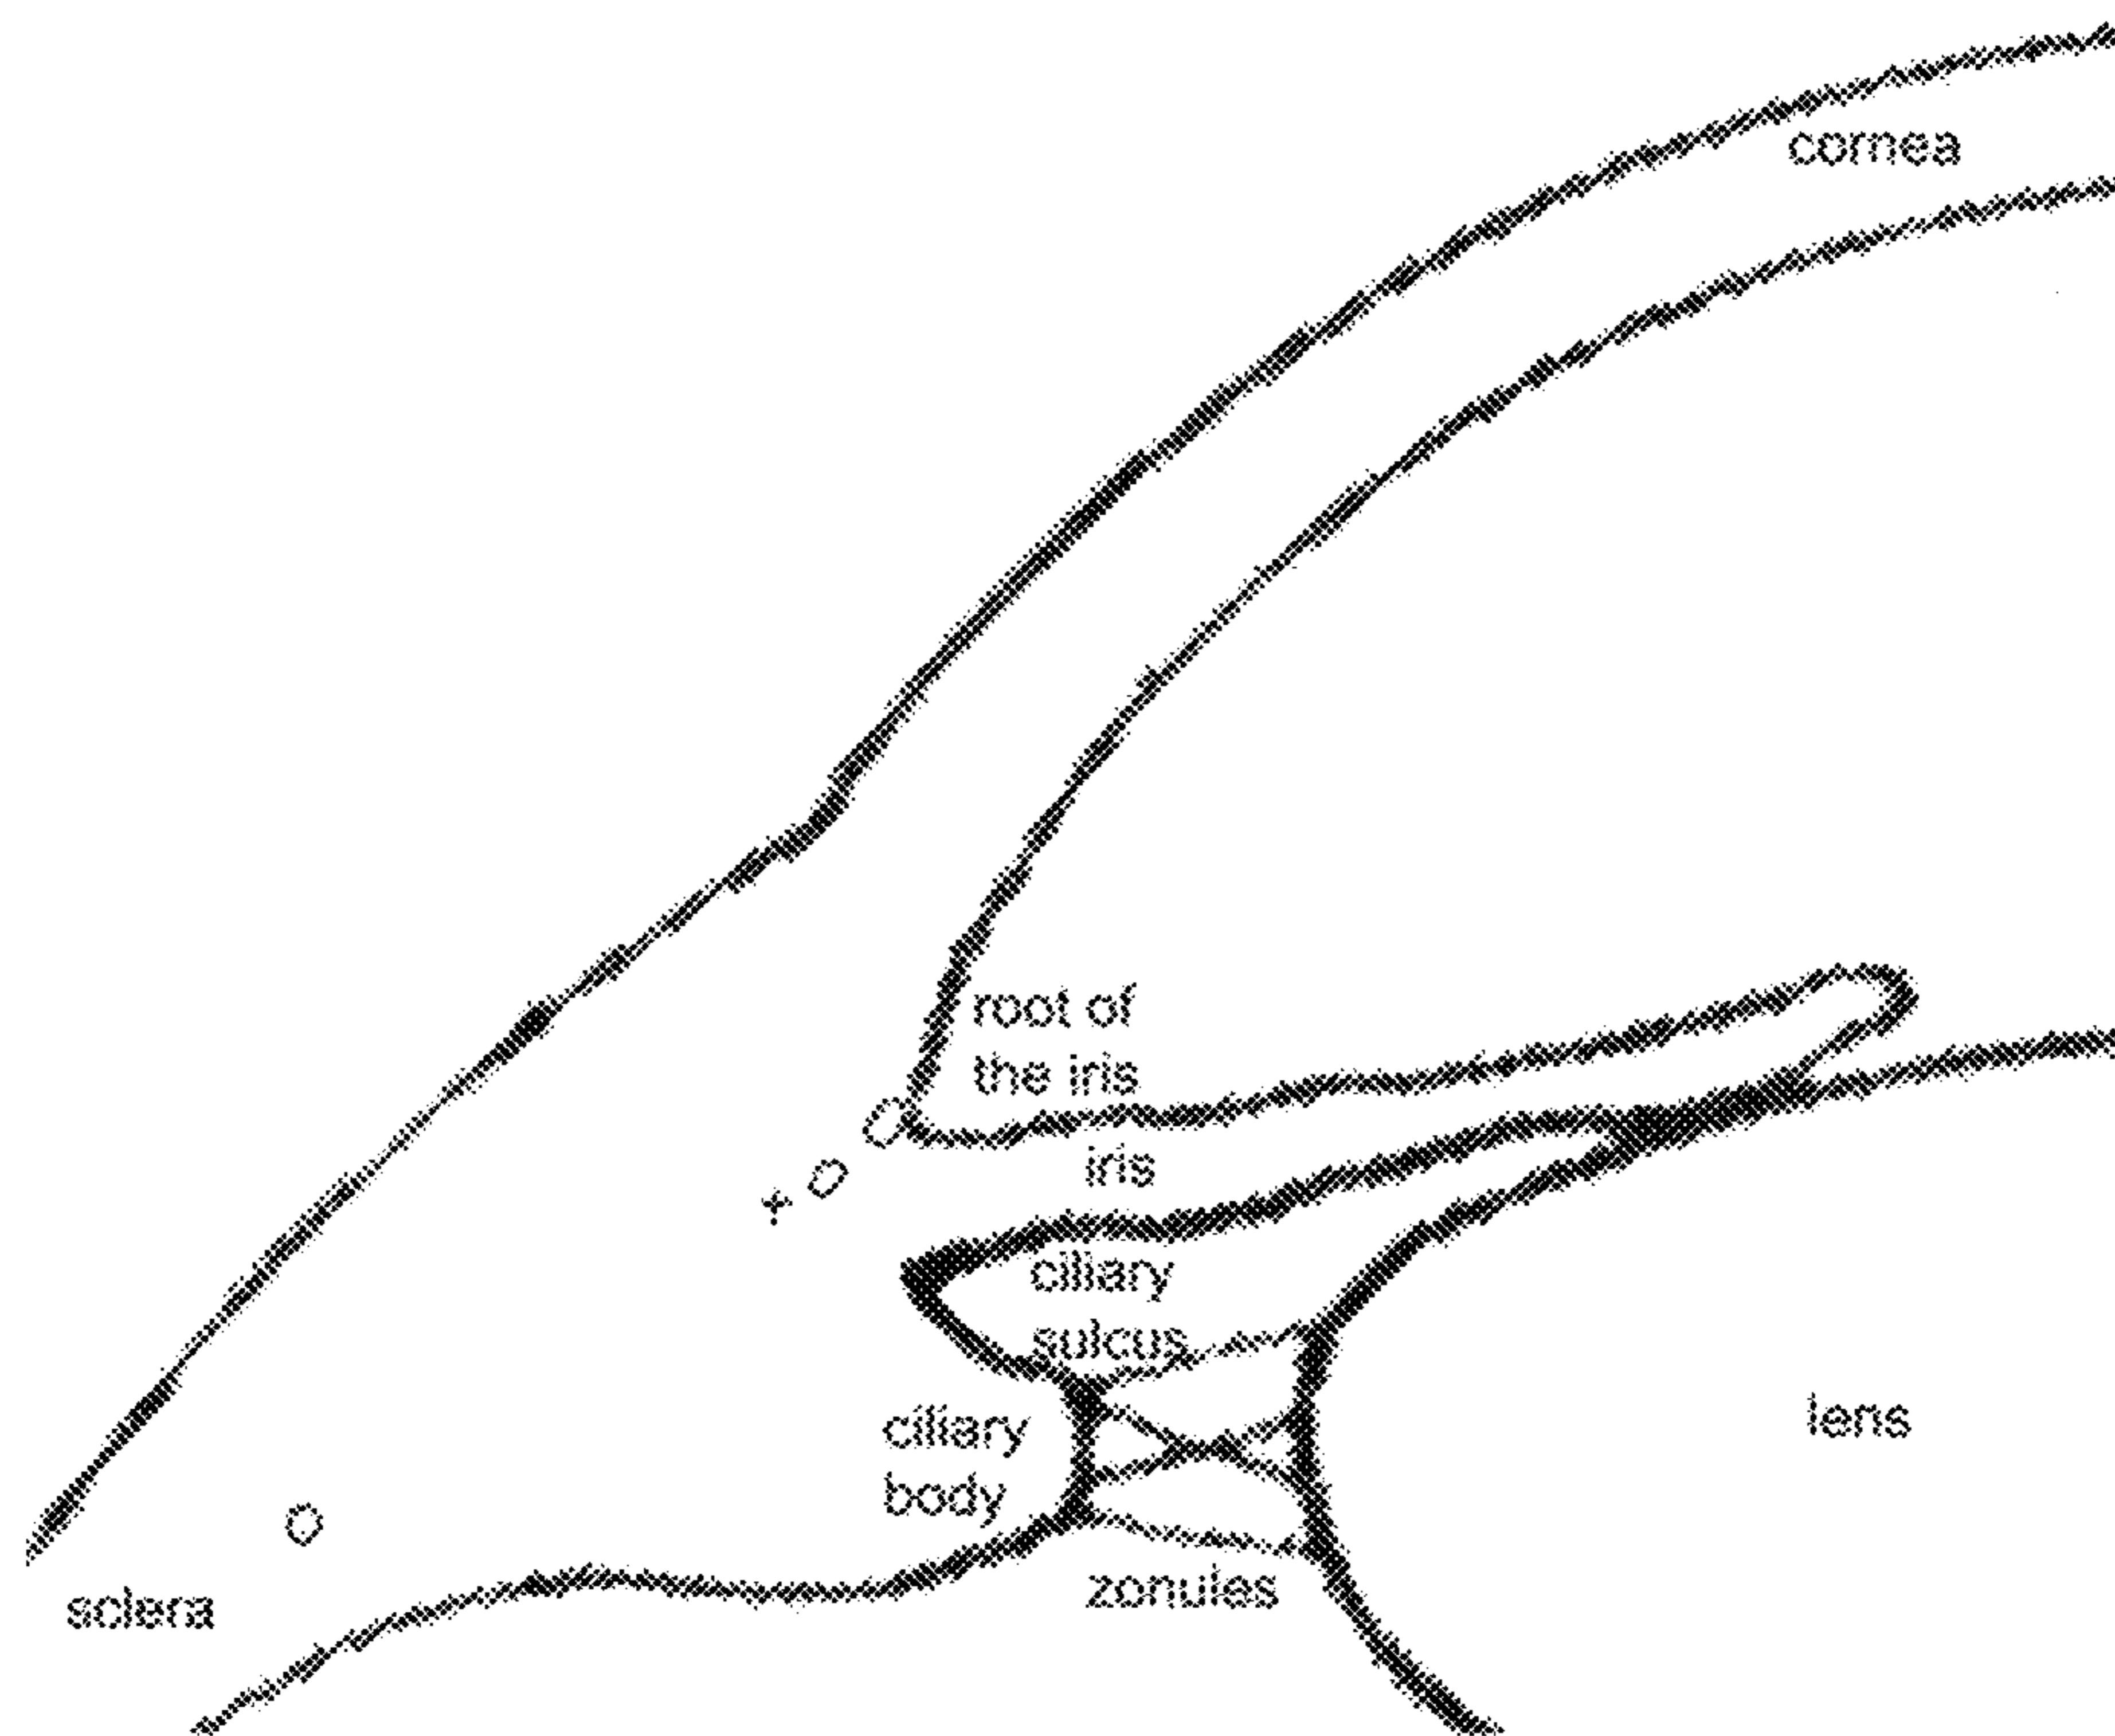 cornea
root of
the iris
iris
ciliary
sulcus
ciliary
body
lens
zonules
sclera